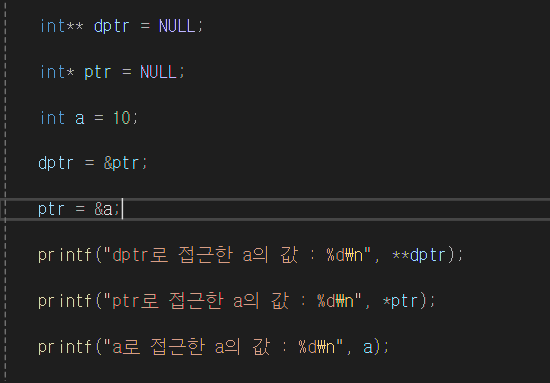 int** dptr = NULL;
int* ptr = NULL;
int a = 10;
dptr = &ptr;
ptr = &a;
printf("dptr로 접근한 a의 값 : %d₩n", **dptr);
printf("ptr로 접근한 a의 값 : %d₩n", *ptr);
printf("a로 접근한 a의 값 : %d₩n", a);